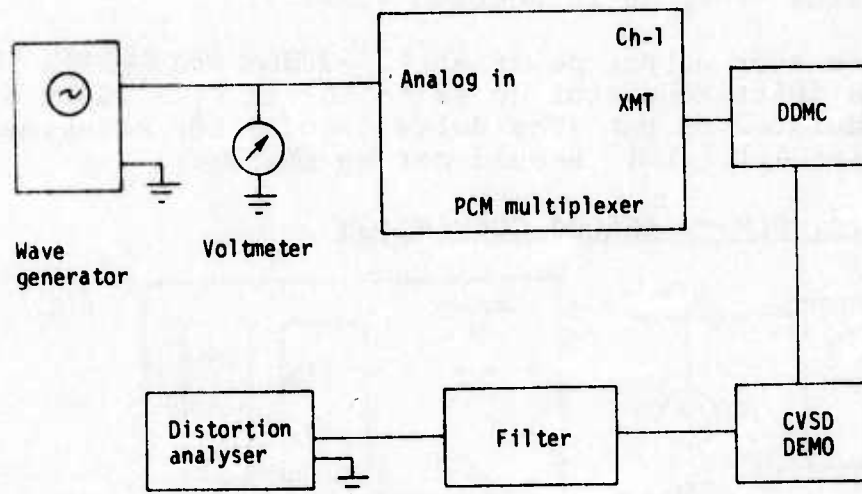 Ch-1
Analog in
XMT
DDMC
PCM multiplexer
Wave
generator
Voltmeter
Distortion
analyser
Filter
CVSD
DEMO